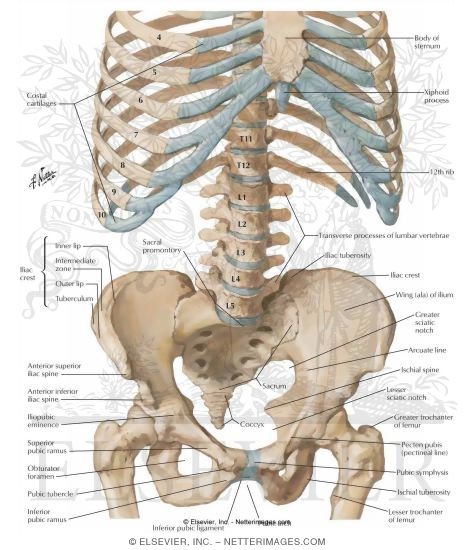 4
5
6
7
8
9
10
T11
T12
L1
L2
L3
L4
L5
Costal
cartilages
Body of
sternum
Xiphoid
process
12th rib
Transverse processes of lumbar vertebrae
Sacral
promontory
Iliac tuberosity
Iliac
crest
Inner lip
Intermediate
zone
Outer lip
Tuberculum
Iliac crest
Wing (ala) of ilium
Greater
sciatic
notch
Arcuate line
Ischial spine
Lesser
sciatic notch
Anterior superior
iliac spine
Anterior inferior
iliac spine
Iliopubic
eminence
Superior
pubic ramus
Obturator
foramen
Pubic tubercle
Inferior
pubic ramus
Sacrum
Coccyx
Greater trochanter
of femur
Pecten pubis
(pectineal line)
Pubic symphysis
Ischial tuberosity
Lesser trochanter
of femur
Pubic arch
Inferior pubic ligament
© Elsevier, Inc. - Netterimages.com
© ELSEVIER, INC. – NETTERIMAGES.COM